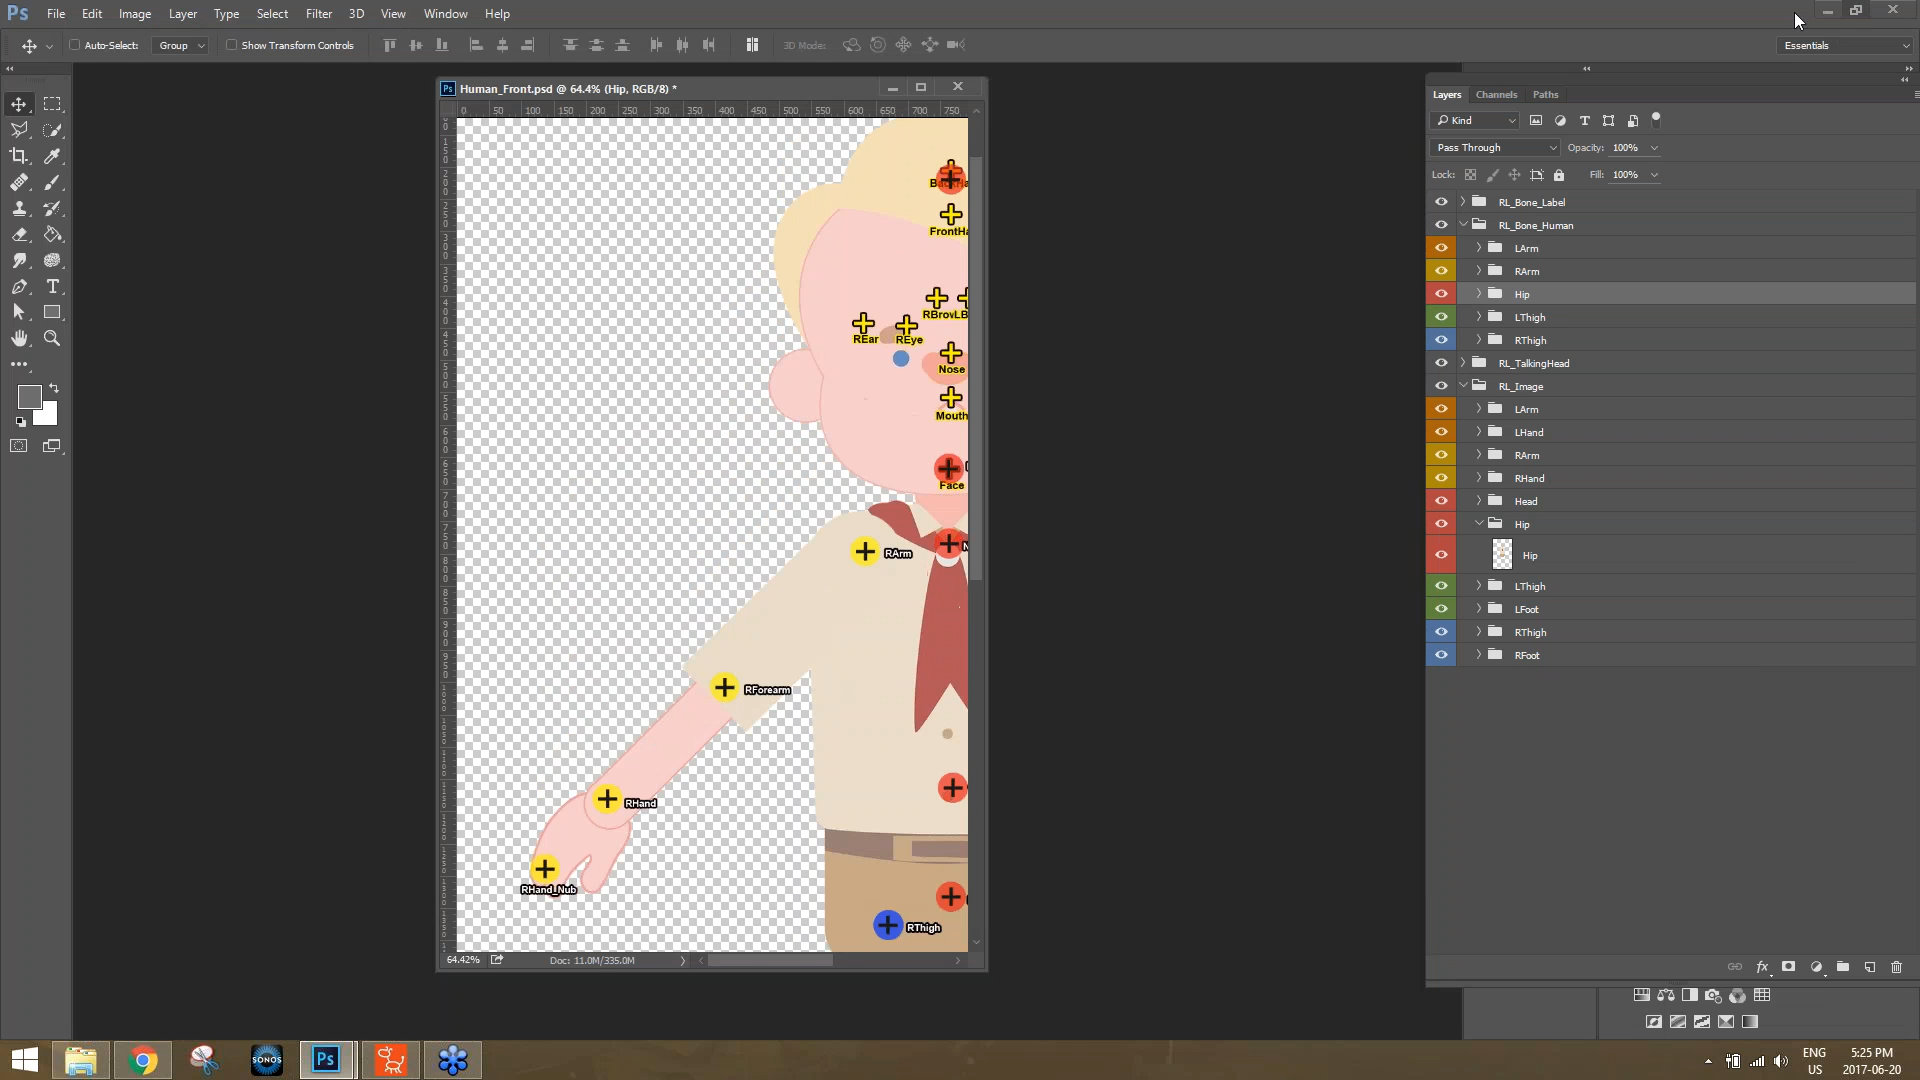 Ps File Edit Image Layer Type Select Filter 3D View Window Help
Auto-Select: Group Show Transform Controls 3D Mode: Essentials
Ps Human_Front.psd @ 64.4% (Hip, RGB/8) *
0 50 100 150 200 250 300 350 400 450 500 550 600 650 700 750
FrontHa
RBrowLB
REar REye
Nose
Mouth
Face
RArm
RForearm
RHand
RHand_Nub
RThigh
64.42% Doc: 11.0M/335.0M
Layers Channels Paths
Kind
Pass Through Opacity: 100%
Lock: Fill: 100%
RL_Bone_Label
RL_Bone_Human
LArm
RArm
Hip
LThigh
RThigh
RL_TalkingHead
RL_Image
LArm
LHand
RArm
RHand
Head
Hip
Hip
LThigh
LFoot
RThigh
RFoot
fx
SONOS Ps
ENG 5:25 PM
US 2017-06-20